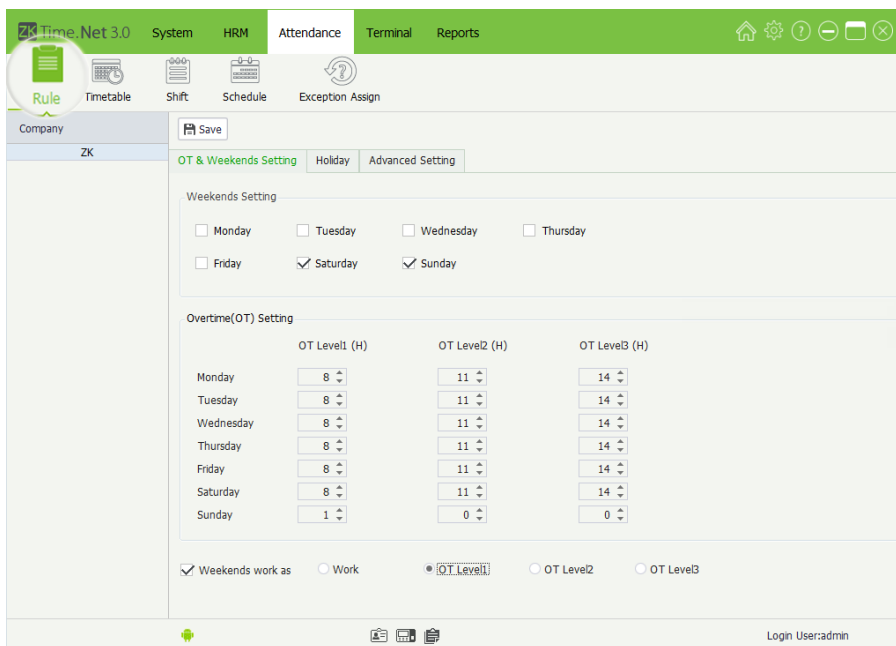 ZK Time.Net 3.0 System HRM Attendance Terminal Reports
Rule Timetable Shift Schedule Exception Assign
Company
ZK
Save
OT & Weekends Setting Holiday Advanced Setting
Weekends Setting
Monday Tuesday Wednesday Thursday
Friday Saturday Sunday
Overtime(OT) Setting
OT Level1 (H) OT Level2 (H) OT Level3 (H)
Monday 8 11 14
Tuesday 8 11 14
Wednesday 8 11 14
Thursday 8 11 14
Friday 8 11 14
Saturday 8 11 14
Sunday 1 0 0
Weekends work as Work OT Level1 OT Level2 OT Level3
Login User:admin